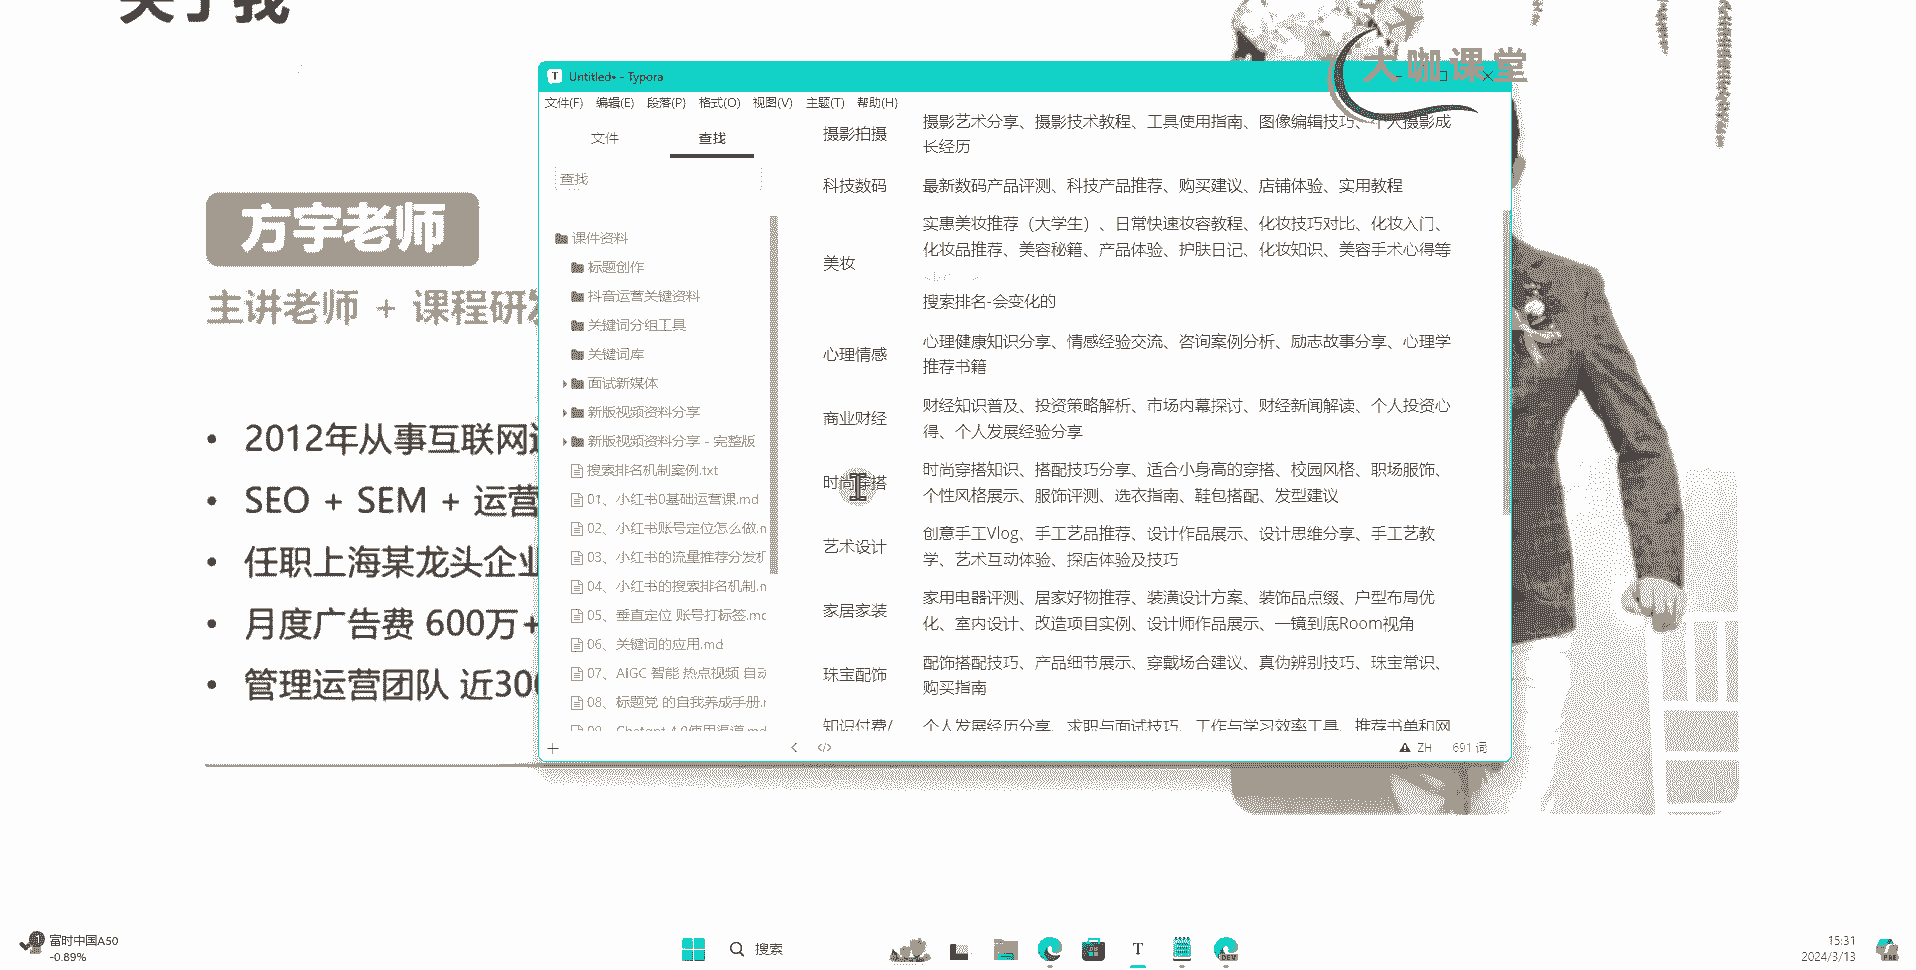 关于我
大咖课堂
方宇老师
主讲老师 + 课程研发
2012年从事互联网
SEO + SEM + 运营
任职上海某龙头企业
月度广告费 600万+
管理运营团队 近300
Untitled• - Typora
文件(F) 编辑(E) 段落(P) 格式(O) 视图(V) 主题(T) 帮助(H)
文件 查找
查找
课件资料
标题创作
抖音运营关键资料
关键词分组工具
关键词库
面试新媒体
新版视频资料分享
新版视频资料分享 - 完整版
搜索排名机制案例.txt
01、小红书0基础运营课.md
02、小红书账号定位怎么做.m
03、小红书的流量推荐分发机
04、小红书的搜索排名机制.m
05、垂直定位 账号打标签.md
06、关键词的应用.md
07、AIGC 智能 热点视频 自动
08、标题党 的自我养成手册.m
09、Chatgpt 4.0使用渠道.md
摄影拍摄
摄影艺术分享、摄影技术教程、工具使用指南、图像编辑技巧、个人摄影成
长经历
科技数码
最新数码产品评测、科技产品推荐、购买建议、店铺体验、实用教程
美妆
实惠美妆推荐（大学生）、日常快速妆容教程、化妆技巧对比、化妆入门、
化妆品推荐、美容秘籍、产品体验、护肤日记、化妆知识、美容手术心得等
搜索排名-会变化的
心理情感
心理健康知识分享、情感经验交流、咨询案例分析、励志故事分享、心理学
推荐书籍
商业财经
财经知识普及、投资策略解析、市场内幕探讨、财经新闻解读、个人投资心
得、个人发展经验分享
时尚穿搭
时尚穿搭知识、搭配技巧分享、适合小身高的穿搭、校园风格、职场服饰、
个性风格展示、服饰评测、选衣指南、鞋包搭配、发型建议
艺术设计
创意手工Vlog、手工艺品推荐、设计作品展示、设计思维分享、手工艺教
学、艺术互动体验、探店体验及技巧
家居家装
家用电器评测、居家好物推荐、装潢设计方案、装饰品点缀、户型布局优
化、室内设计、改造项目实例、设计师作品展示、一镜到底Room视角
珠宝配饰
配饰搭配技巧、产品细节展示、穿戴场合建议、真伪辨别技巧、珠宝常识、
购买指南
知识付费/
个人发展经历分享、求职与面试技巧、工作与学习效率工具、推荐书单和网
ZH 691 词
富时中国A50
-0.89%
搜索
15:31
2024/3/13